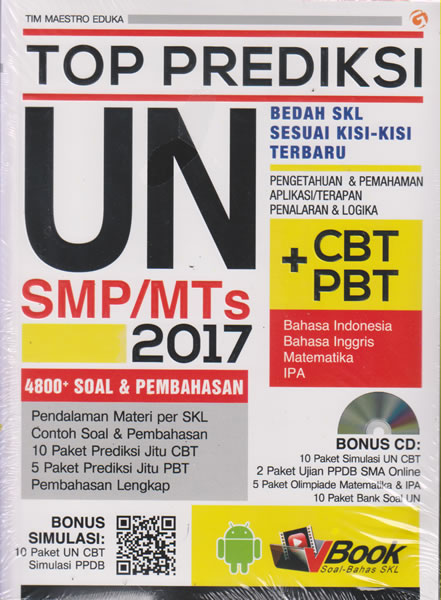 TIM MAESTRO EDUKA
TOP PREDIKSI
UN
BEDAH SKL
SESUAI KISI-KISI
TERBARU
PENGETAHUAN & PEMAHAMAN
APLIKASI/TERAPAN
PENALARAN & LOGIKA
+ CBT
PBT
SMP/MTs
2017
Bahasa Indonesia
Bahasa Inggris
Matematika
IPA
4800+ SOAL & PEMBAHASAN
Pendalaman Materi per SKL
Contoh Soal & Pembahasan
10 Paket Prediksi Jitu CBT
5 Paket Prediksi Jitu PBT
Pembahasan Lengkap
BONUS CD:
10 Paket Simulasi UN CBT
2 Paket Ujian PPDB SMA Online
5 Paket Olimpiade Matematika & IPA
10 Paket Bank Soal UN
BONUS
SIMULASI:
10 Paket UN CBT
Simulasi PPDB
VBook
Soal-Bahas SKL